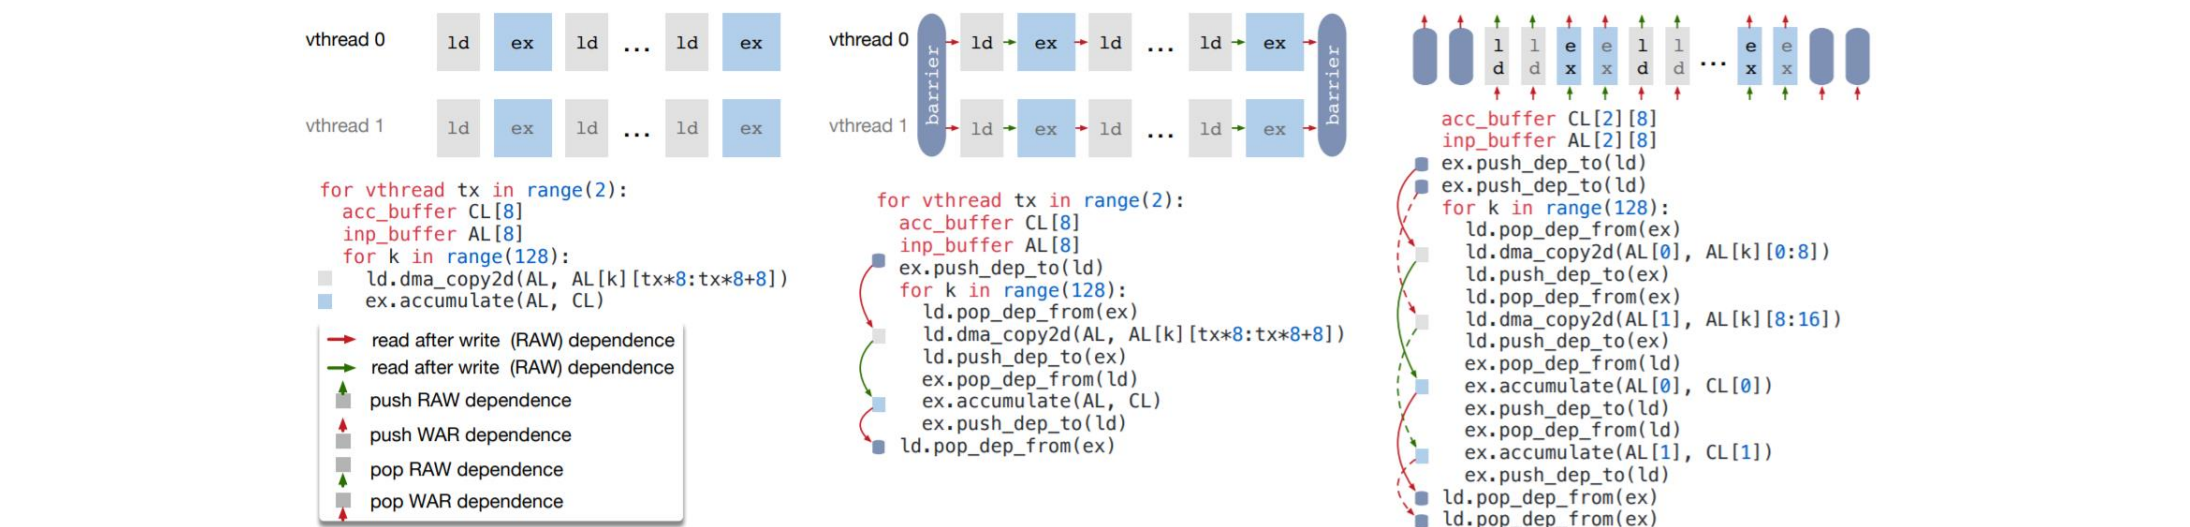 vthread 0
ld ex ld ... ld ex
vthread 1
ld ex ld ... ld ex
for vthread tx in range(2):
acc_buffer CL[8]
inp_buffer AL[8]
for k in range(128):
ld.dma_copy2d(AL, AL[k][tx*8:tx*8+8])
ex.accumulate(AL, CL)
read after write (RAW) dependence
read after write (RAW) dependence
push RAW dependence
push WAR dependence
pop RAW dependence
pop WAR dependence
vthread 0
barrier
ld ex ld ... ld ex
barrier
vthread 1
ld ex ld ... ld ex
for vthread tx in range(2):
acc_buffer CL[8]
inp_buffer AL[8]
ex.push_dep_to(ld)
for k in range(128):
ld.pop_dep_from(ex)
ld.dma_copy2d(AL, AL[k][tx*8:tx*8+8])
ld.push_dep_to(ex)
ex.pop_dep_from(ld)
ex.accumulate(AL, CL)
ex.push_dep_to(ld)
ld.pop_dep_from(ex)
ld ld ex ex ld ld ... ex ex
acc_buffer CL[2][8]
inp_buffer AL[2][8]
ex.push_dep_to(ld)
ex.push_dep_to(ld)
for k in range(128):
ld.pop_dep_from(ex)
ld.dma_copy2d(AL[0], AL[k][0:8])
ld.push_dep_to(ex)
ld.pop_dep_from(ex)
ld.dma_copy2d(AL[1], AL[k][8:16])
ld.push_dep_to(ex)
ex.pop_dep_from(ld)
ex.accumulate(AL[0], CL[0])
ex.push_dep_to(ld)
ex.pop_dep_from(ld)
ex.accumulate(AL[1], CL[1])
ex.push_dep_to(ld)
ld.pop_dep_from(ex)
ld.pop_dep_from(ex)